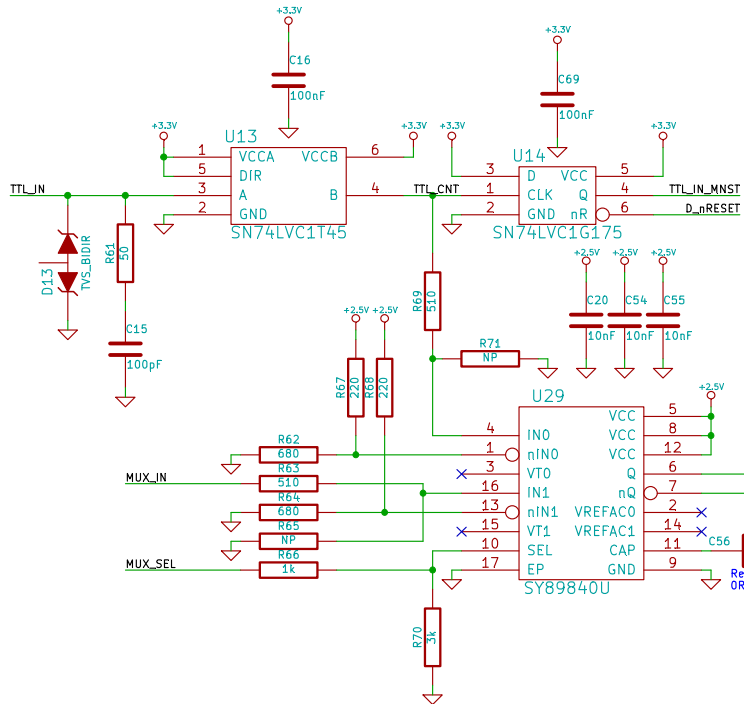 +3.3V
C16
100nF
+3.3V
C69
100nF
+3.3V
U13
+3.3V
+3.3V
U14
+3.3V
1 VCCA VCCB 6
5 DIR
3 A B 4
2 GND
SN74LVC1T45
TTL_IN
TTL_CNT
3 D VCC 5
1 CLK Q 4
2 GND nR 6
SN74LVC1G175
TTL_IN_MNST
D_nRESET
D13
TVS_BIDIR
R61
50
C15
100pF
R69
510
+2.5V
C20
10nF
+2.5V
C54
10nF
+2.5V
C55
10nF
+2.5V
+2.5V
R67
220
R68
220
R71
NP
U29
+2.5V
4 IN0 VCC 5
VCC 8
1 nIN0 VCC 12
3 VT0 Q 6
16 IN1 nQ 7
13 nIN1 VREFAC0 2
15 VT1 VREFAC1 14
10 SEL CAP 11
17 EP GND 9
SY89840U
R62
680
MUX_IN
R63
510
R64
680
R65
NP
MUX_SEL
R66
1k
R70
3k
C56
Re
OR